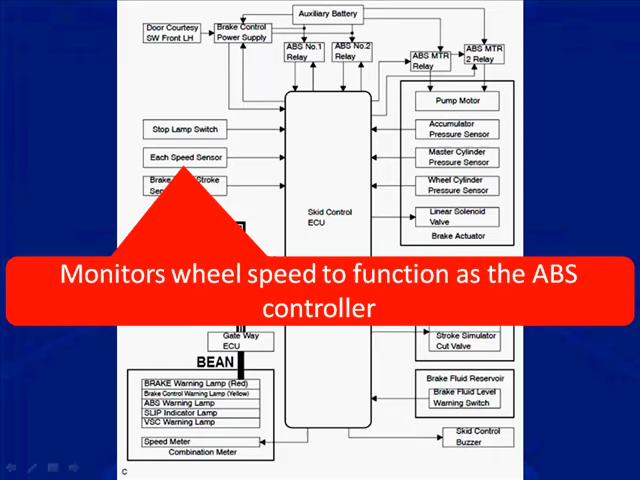 Auxiliary Battery
Door Courtesy
SW Front LH
Brake Control
Power Supply
ABS No.1
Relay
ABS No.2
Relay
ABS MTR
Relay
ABS MTR
2 Relay
Pump Motor
Stop Lamp Switch
Accumulator
Pressure Sensor
Each Speed Sensor
Master Cylinder
Pressure Sensor
Brake
Stroke
Wheel Cylinder
Pressure Sensor
Skid Control
ECU
Linear Solenoid
Valve
Brake Actuator
Monitors wheel speed to function as the ABS
controller
Gate Way
ECU
Stroke Simulator
Cut Valve
BEAN
BRAKE Warning Lamp (Red)
Brake Control Warning Lamp (Yellow)
ABS Warning Lamp
SLIP Indicator Lamp
VSC Warning Lamp
Speed Meter
Combination Meter
Brake Fluid Reservoir
Brake Fluid Level
Warning Switch
Skid Control
Buzzer
C